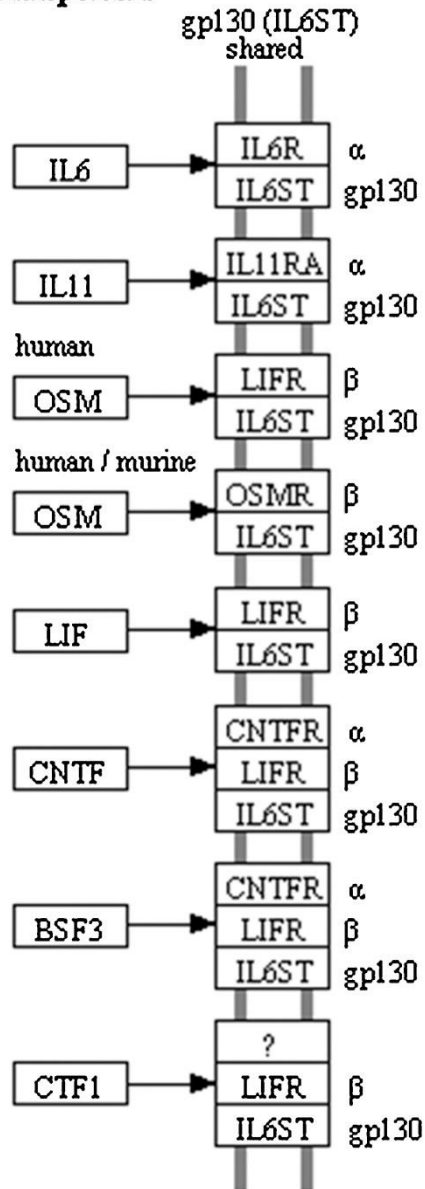 gp130 (IL6ST)
shared
IL6
IL6R α
IL6ST gp130
IL11
IL11RA α
IL6ST gp130
human
OSM
LIFR β
IL6ST gp130
human / murine
OSM
OSMR β
IL6ST gp130
LIF
LIFR β
IL6ST gp130
CNTF
CNTFR α
LIFR β
IL6ST gp130
BSF3
CNTFR α
LIFR β
IL6ST gp130
CTF1
?
LIFR β
IL6ST gp130